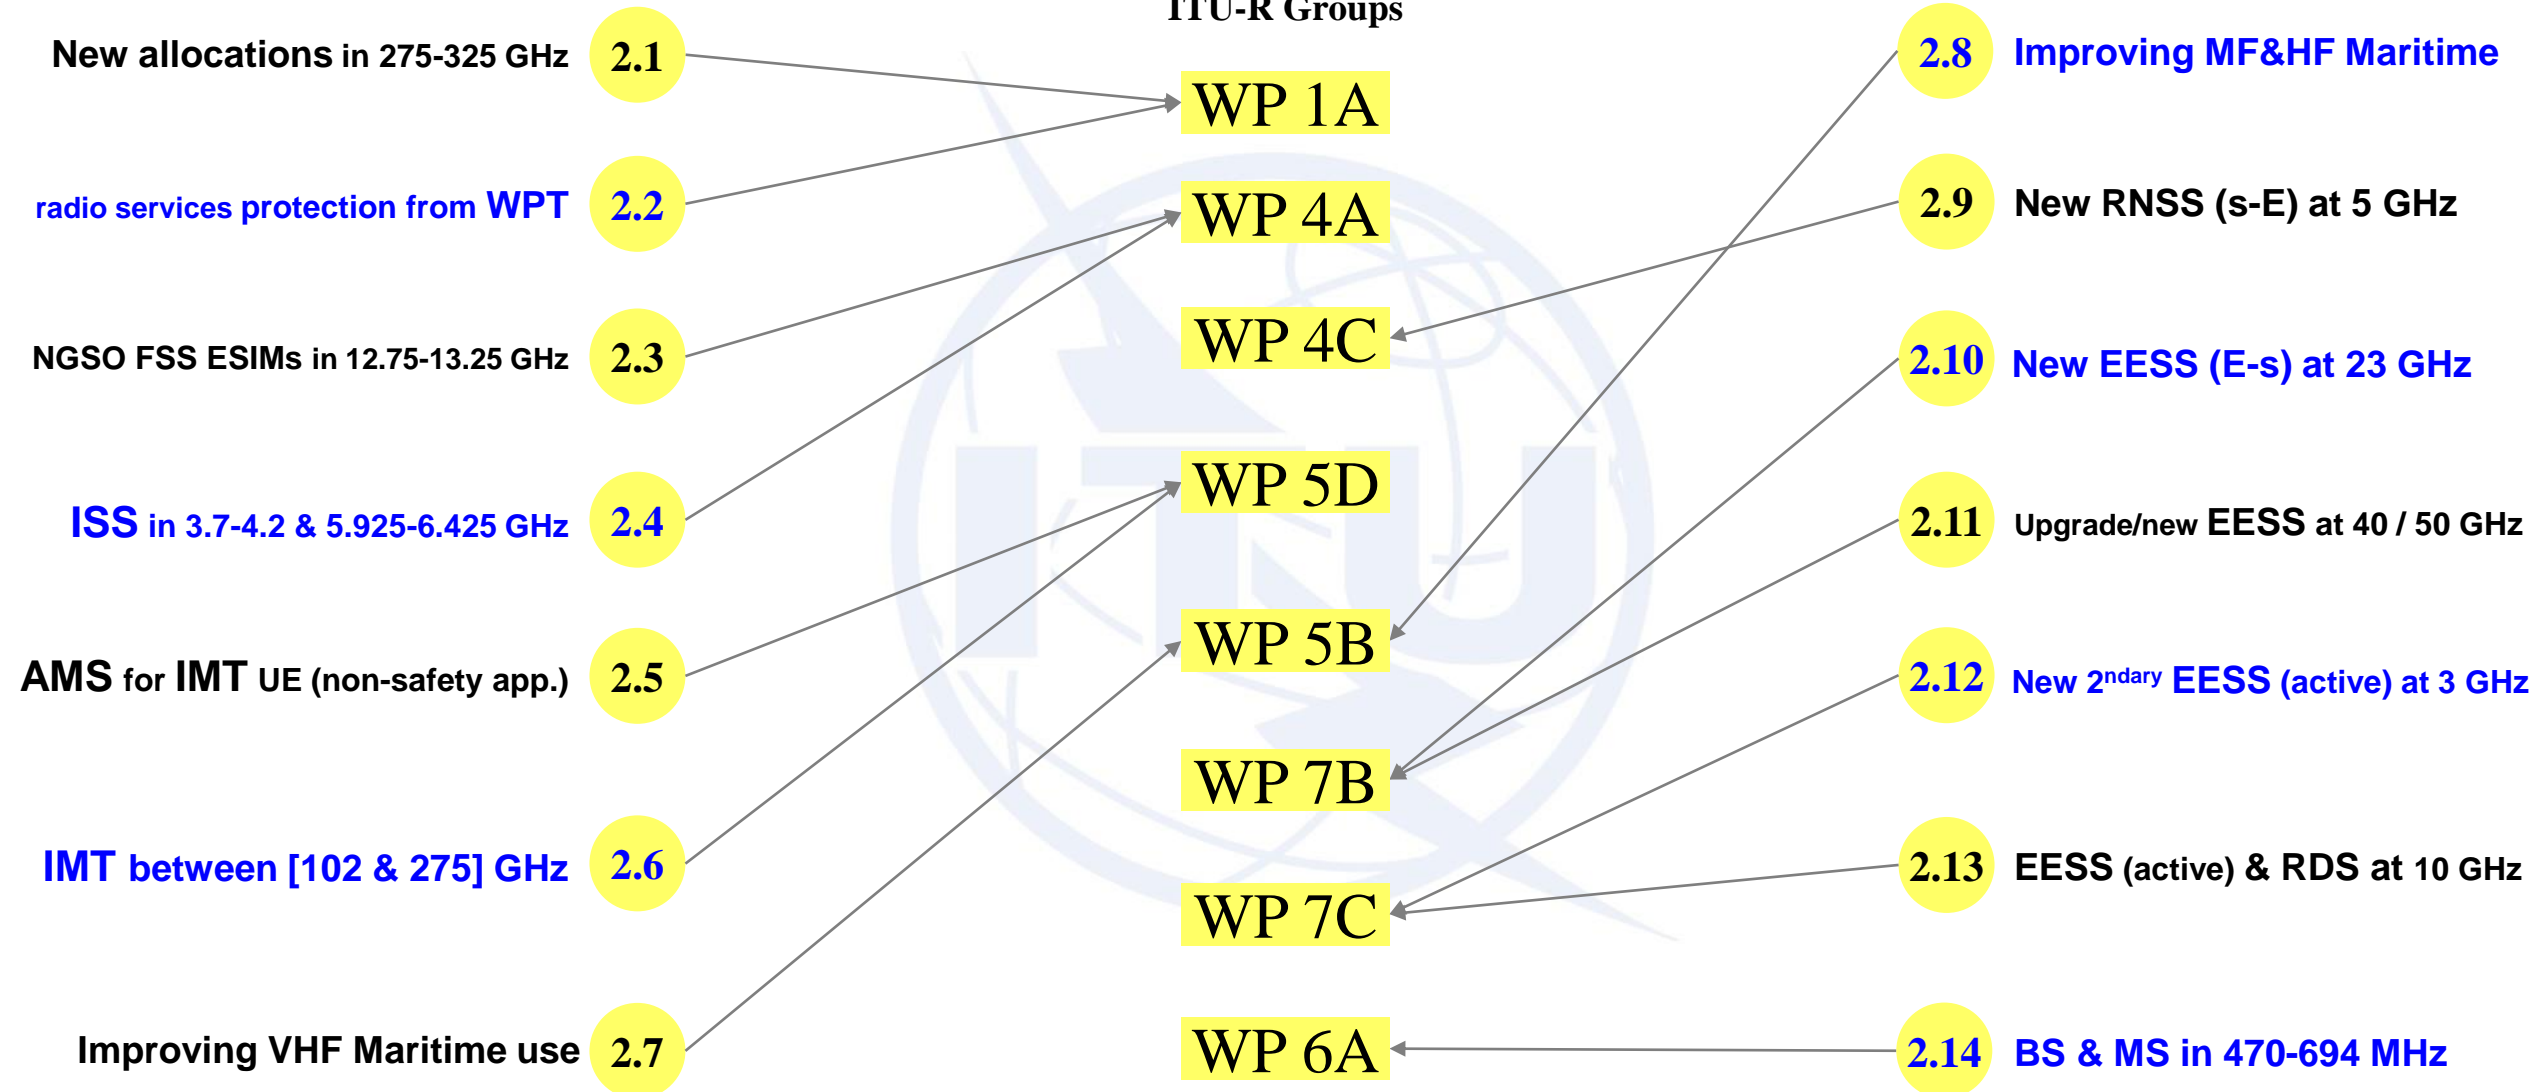 ITU-R Groups
New allocations in 275-325 GHz
2.1
radio services protection from WPT
2.2
NGSO FSS ESIMs in 12.75-13.25 GHz
2.3
ISS in 3.7-4.2 & 5.925-6.425 GHz
2.4
AMS for IMT UE (non-safety app.)
2.5
IMT between [102 & 275] GHz
2.6
Improving VHF Maritime use
2.7
WP 1A
WP 4A
WP 4C
WP 5D
WP 5B
WP 7B
WP 7C
WP 6A
2.8
Improving MF&HF Maritime
2.9
New RNSS (s-E) at 5 GHz
2.10
New EESS (E-s) at 23 GHz
2.11
Upgrade/new EESS at 40 / 50 GHz
2.12
New 2ndary EESS (active) at 3 GHz
2.13
EESS (active) & RDS at 10 GHz
2.14
BS & MS in 470-694 MHz
ITU